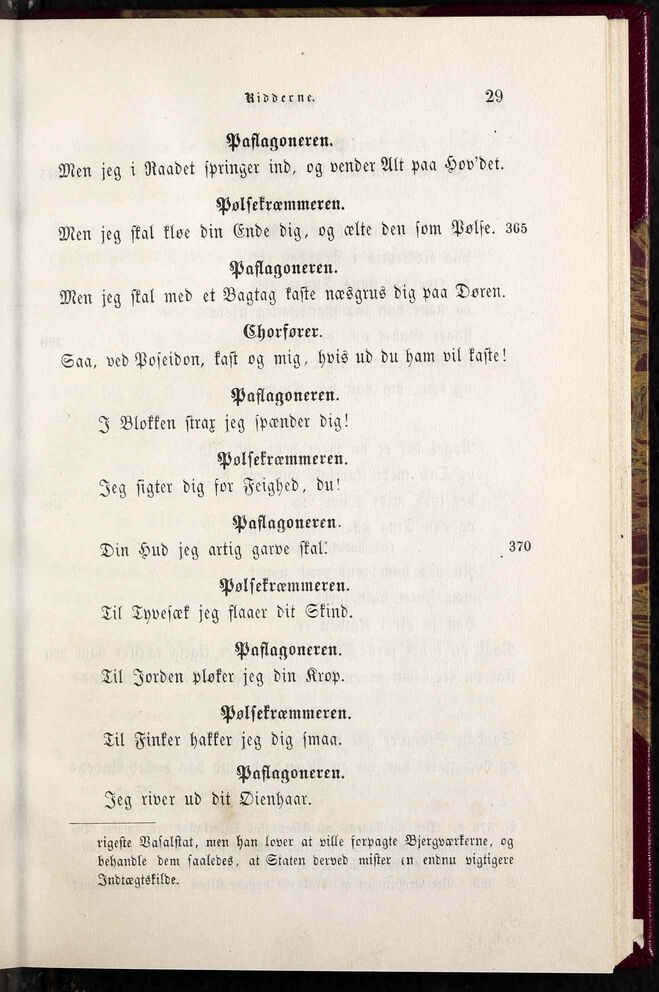 Ridderne. 29
Paflagoneren.
Men jeg i Raadet springer ind, og vender Alt paa Hov'det.
Pølsekræmmeren.
Men jeg skal kløe din Ende dig, og ælte den som Pølse. 365
Paflagoneren.
Men jeg skal med et Bagtag kaste næsgrus dig paa Døren.
Chorfører.
Saa, ved Poseidon, kast og mig, hvis ud du ham vil kaste!
Paflagoneren.
I Blokken strax jeg spænder dig!
Pølsekræmmeren.
Jeg sigter dig for Feighed, du!
Paflagoneren.
Din Hud jeg artig garve skal. 370
Pølsekræmmeren.
Til Tyvesæk jeg flaaer dit Skind.
Paflagoneren.
Til Jorden pløker jeg din Krop.
Pølsekræmmeren.
Til Finker hakker jeg dig smaa.
Paflagoneren.
Jeg river ud dit Øienhaar.
rigeste Vasalstat, men han lover at ville forpagte Bjergværkerne, og
behandle dem saaledes, at Staten derved mister en endnu vigtigere
Indtægtskilde.